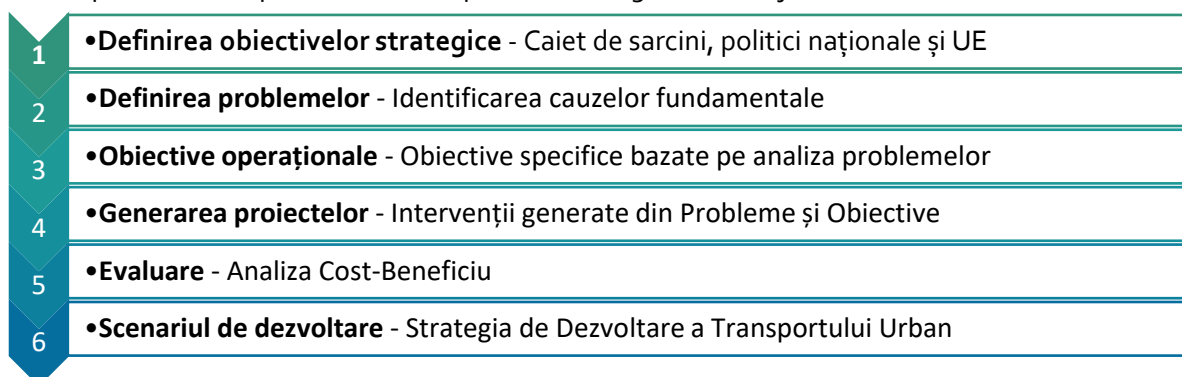 1 •Definirea obiectivelor strategice - Caiet de sarcini, politici naționale și UE
2 •Definirea problemelor - Identificarea cauzelor fundamentale
3 •Obiective operaționale - Obiective specifice bazate pe analiza problemelor
4 •Generarea proiectelor - Intervenții generate din Probleme și Obiective
5 •Evaluare - Analiza Cost-Beneficiu
6 •Scenariul de dezvoltare - Strategia de Dezvoltare a Transportului Urban